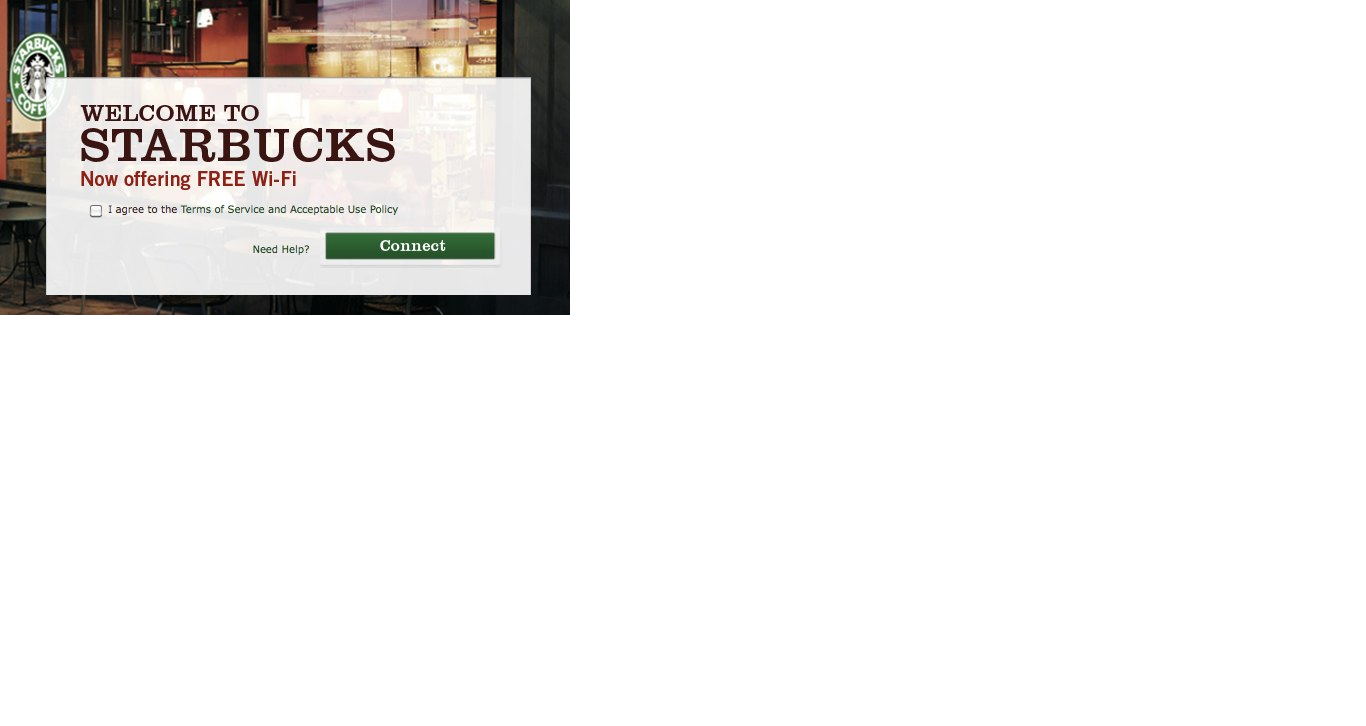 STARBUCKS
COFFEE
WELCOME TO
STARBUCKS
Now offering FREE Wi-Fi
I agree to the Terms of Service and Acceptable Use Policy
Need Help?
Connect